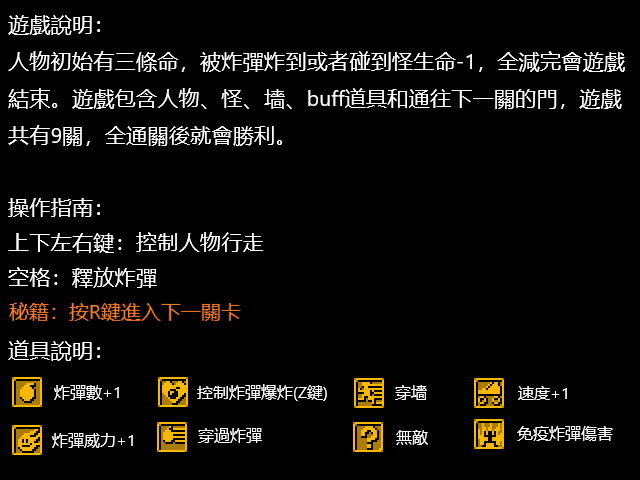 遊戲說明：
人物初始有三條命，被炸彈炸到或者碰到怪生命-1，全減完會遊戲
結束。遊戲包含人物、怪、墻、buff道具和通往下一關的門，遊戲
共有9關，全通關後就會勝利。
操作指南：
上下左右鍵：控制人物行走
空格：釋放炸彈
秘籍：按R鍵進入下一關卡
道具說明：
炸彈數+1 控制炸彈爆炸(Z鍵) 穿墻 速度+1
炸彈威力+1 穿過炸彈 無敵 免疫炸彈傷害